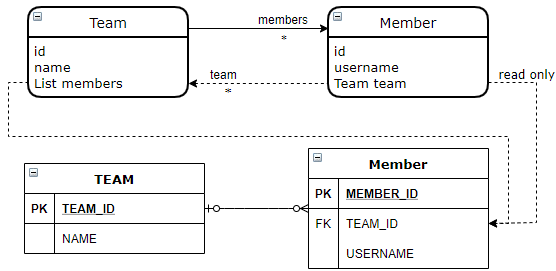 Team
members
*
Member
id
name
List members
id
username
Team team
team
*
read only
TEAM
PK
TEAM_ID
NAME
Member
PK
MEMBER_ID
FK
TEAM_ID
USERNAME